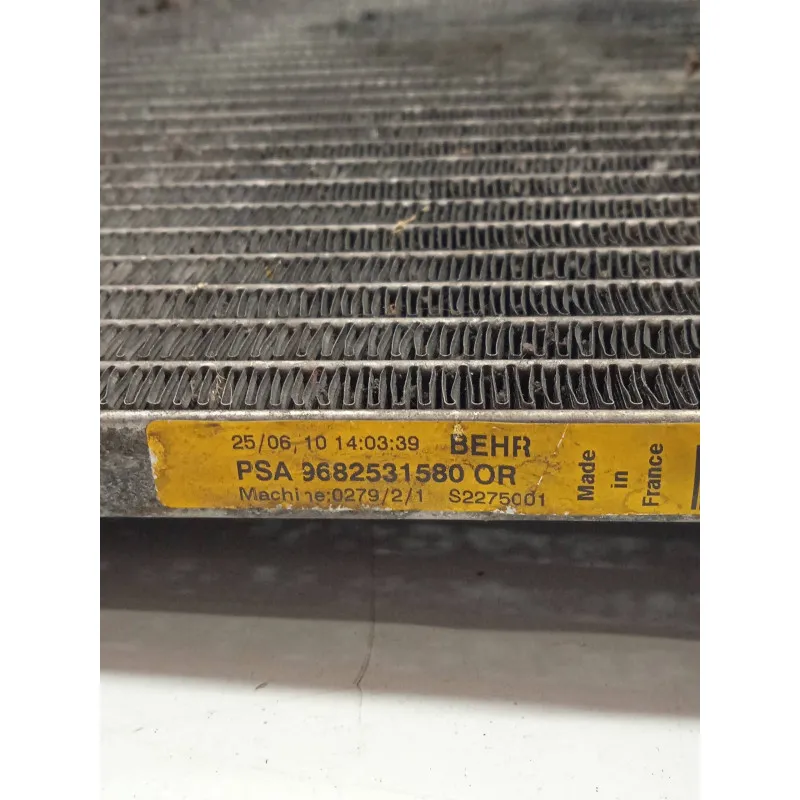 25/06,10 14:03:39 BEHR
PSA 9682531580 OR
Machine:0279/2/1 S2275001
Made
in
France